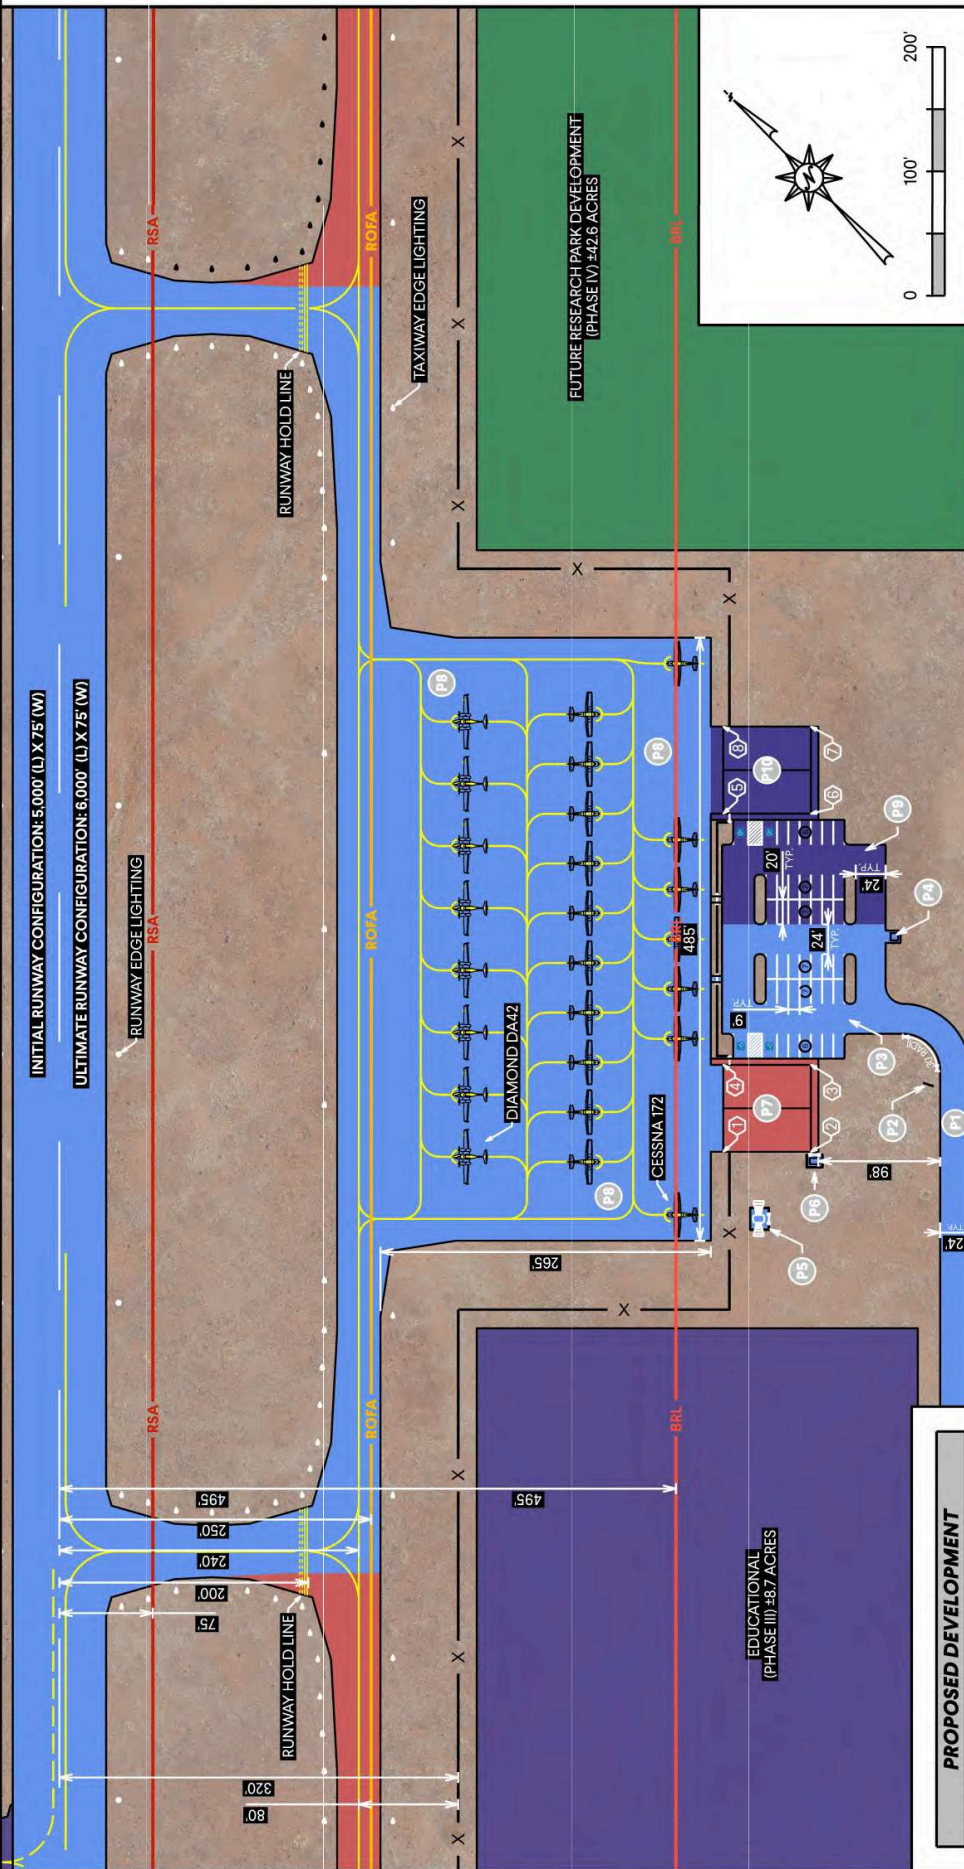 INITIAL RUNWAY CONFIGURATION: 5,000' (L) X 75' (W)
ULTIMATE RUNWAY CONFIGURATION: 6,000' (L) X 75' (W)
RUNWAY EDGE LIGHTING
RSA
RSA
RSA
75'
200'
240'
250'
495'
495'
320'
80'
RUNWAY HOLD LINE
RUNWAY HOLD LINE
ROFA
ROFA
ROFA
TAXIWAY EDGE LIGHTING
X
X
X
X
X
X
X
X
X
X
P8
P8
P8
DIAMOND DA42
CESSNA 172
265'
485'
BRL
BRL
BRL
EDUCATIONAL
(PHASE III) ±8.7 ACRES
FUTURE RESEARCH PARK DEVELOPMENT
(PHASE IV) ±42.6 ACRES
0
100'
200'
1
2
3
4
5
6
7
8
P7
P10
P9
P4
P3
P2
P1
P6
P5
9'
TYP.
24'
TYP.
20'
TYP.
24'
TYP.
98'
24'
TYP.
PROPOSED DEVELOPMENT